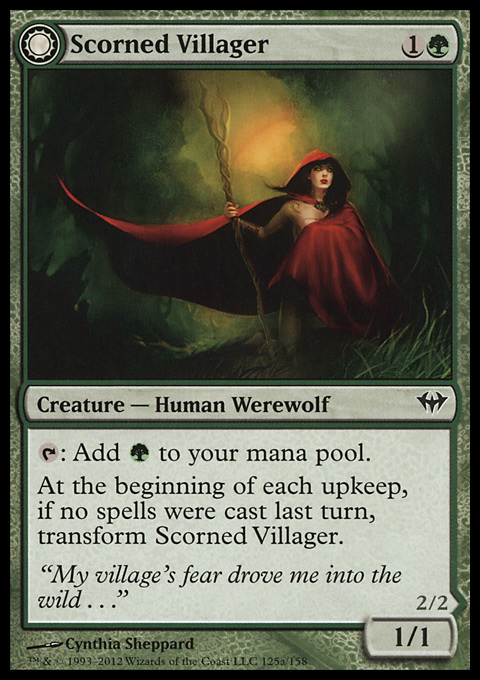 Scorned Villager 1
Creature — Human Werewolf
: Add to your mana pool.
At the beginning of each upkeep,
if no spells were cast last turn,
transform Scorned Villager.
“My village’s fear drove me into the
wild . . .”
2/2
1/1
Cynthia Sheppard
™ & © 1993–2012 Wizards of the Coast LLC 125a/158